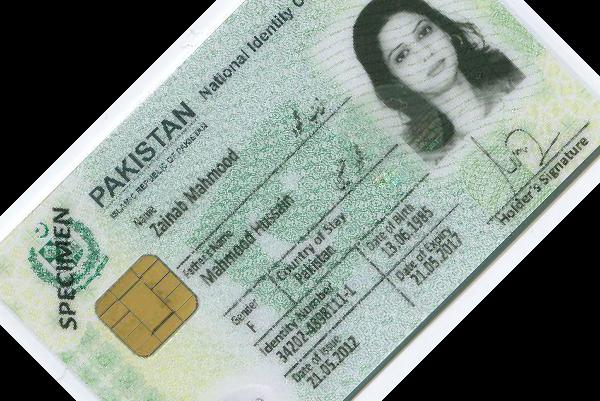 PAKISTAN National Identity C
ISLAMIC REPUBLIC OF PAKISTAN
Name
Zainab Mahmood
Father Name
Mahmood Hussain
Gender
F
Country of Stay
Pakistan
Identity Number
34202-4808111-1
Date of Birth
13.06.1985
Date of Issue
21.05.2012
Date of Expiry
21.05.2017
Holder's Signature
SPECIMEN